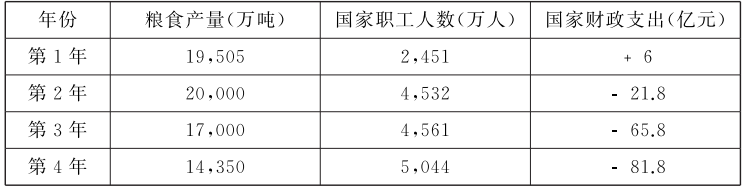 年份 粮食产量(万吨) 国家职工人数(万人) 国家财政支出(亿元)
第1年 19,505 2,451 + 6
第2年 20,000 4,532 - 21.8
第3年 17,000 4,561 - 65.8
第4年 14,350 5,044 - 81.8